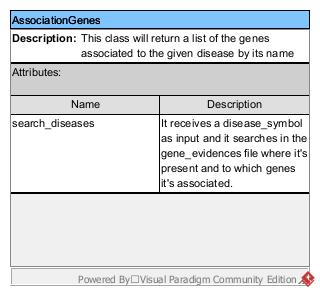 AssociationGenes
Description: This class will return a list of the genes
associated to the given disease by its name
Attributes:
Name Description
search_diseases It receives a disease_symbol
as input and it searches in the
gene_evidences file where it's
present and to which genes
it's associated.
Powered By□Visual Paradigm Community Edition